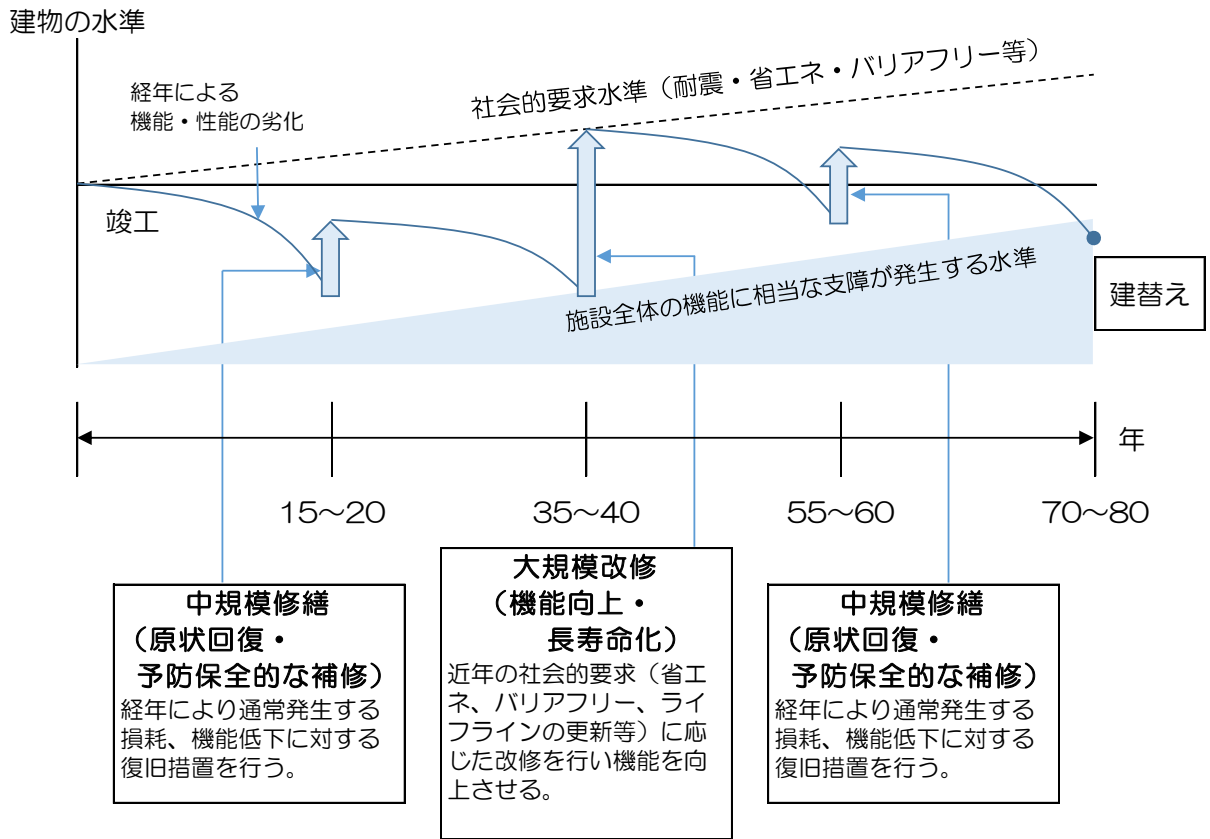 建物の水準
経年による
機能・性能の劣化
社会的要求水準（耐震・省エネ・バリアフリー等）
竣工
施設全体の機能に相当な支障が発生する水準
建替え
年
15～20
35～40
55～60
70～80
中規模修繕
（原状回復・
予防保全的な補修）
経年により通常発生する
損耗、機能低下に対する
復旧措置を行う。
大規模改修
（機能向上・
長寿命化）
近年の社会的要求（省エ
ネ、バリアフリー、ライ
フラインの更新等）に応
じた改修を行い機能を向
上させる。
中規模修繕
（原状回復・
予防保全的な補修）
経年により通常発生する
損耗、機能低下に対する
復旧措置を行う。